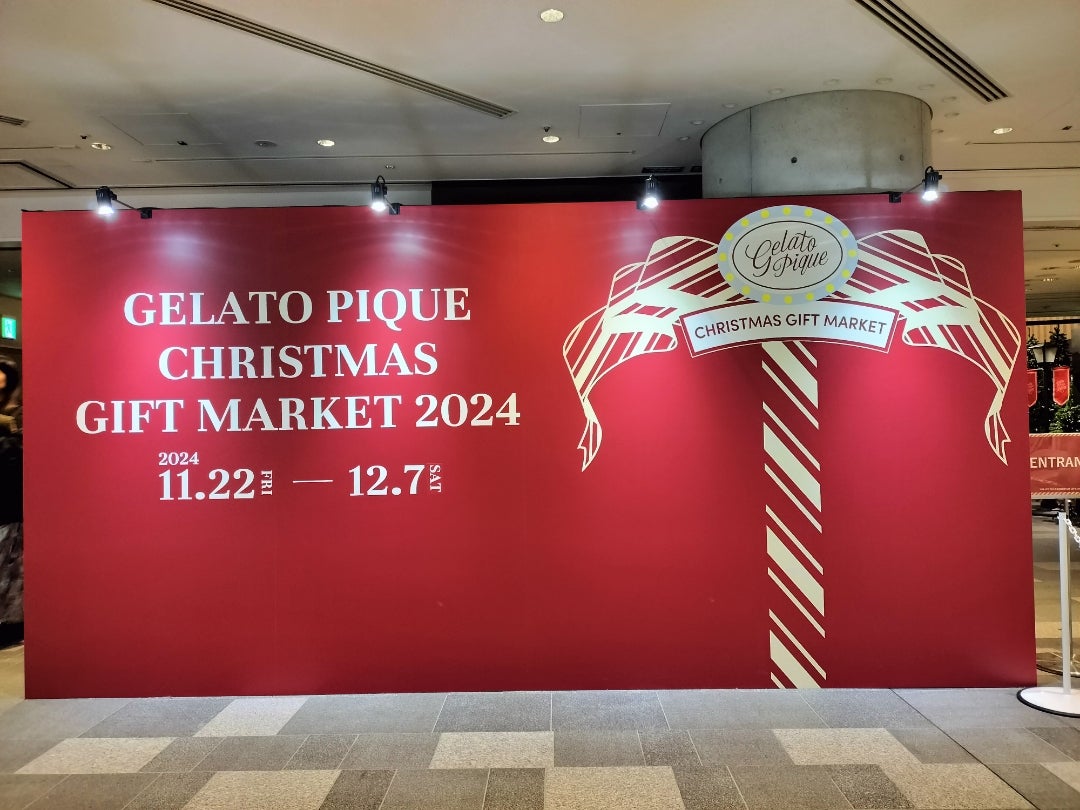 GELATO PIQUE
CHRISTMAS
GIFT MARKET 2024
2024
11.22 FRI — 12.7 SAT
Gelato
Pique
CHRISTMAS GIFT MARKET
ENTRAN